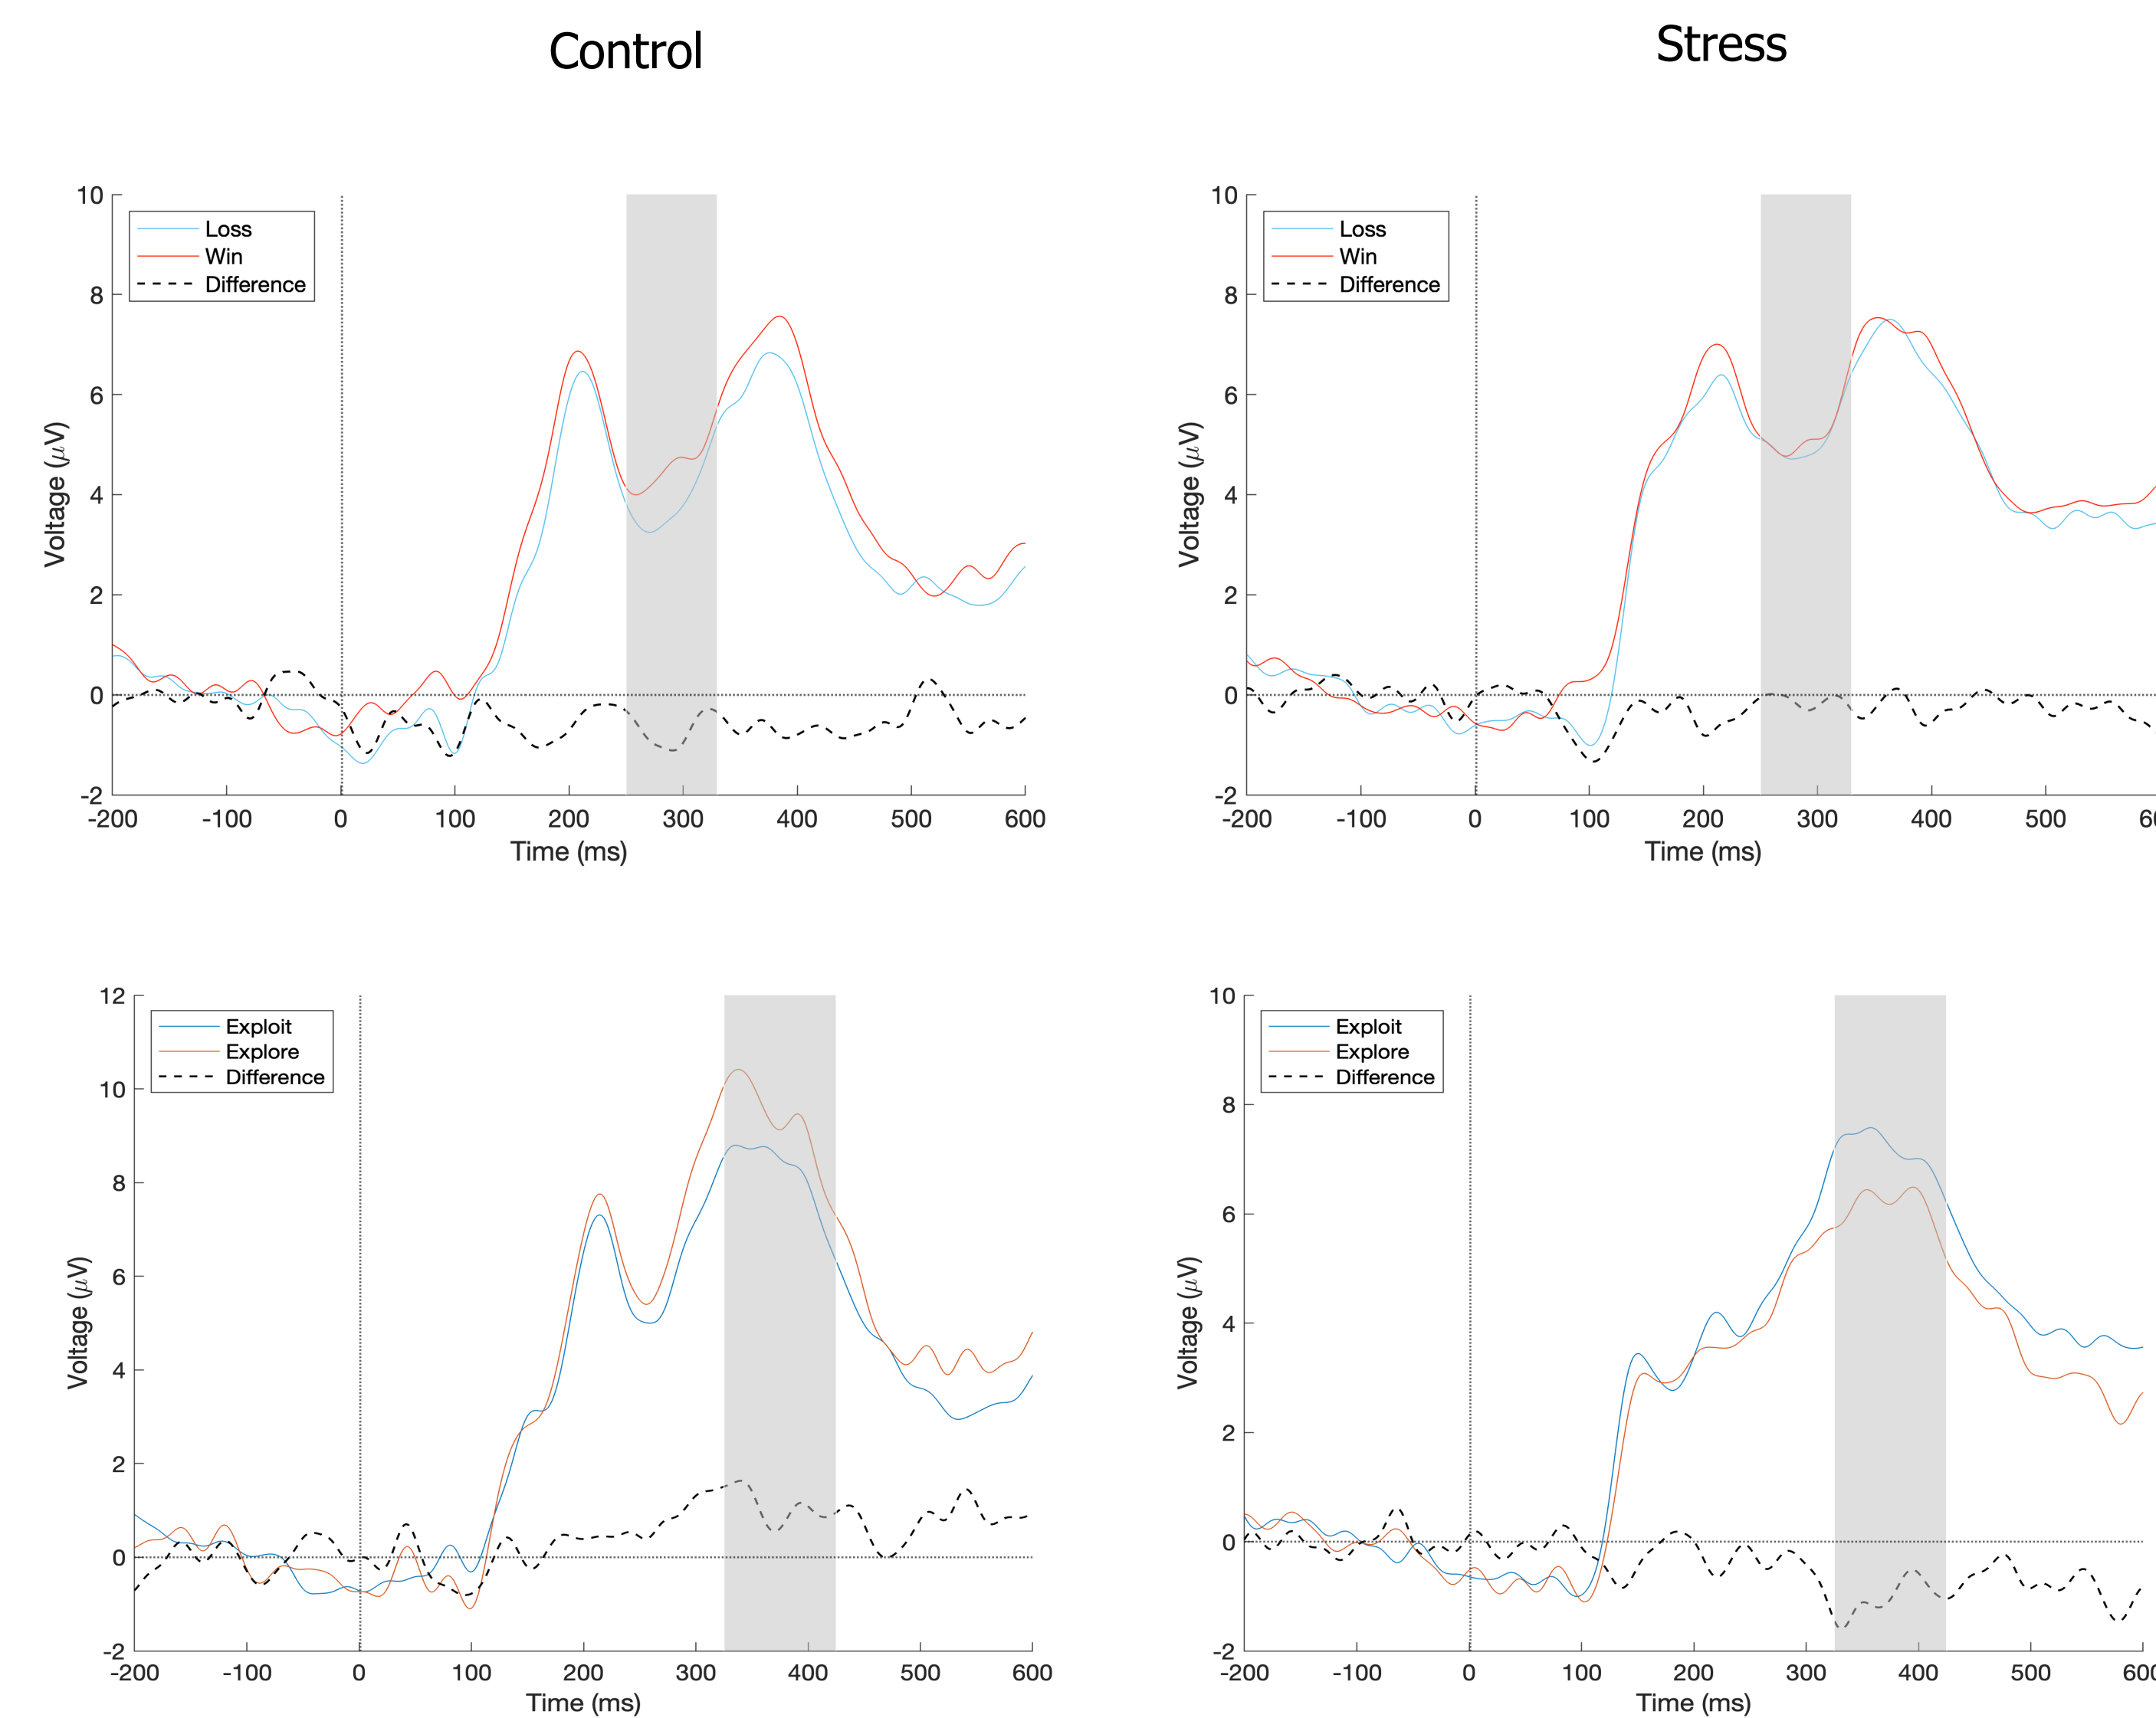 Control
Stress
10
8
6
4
2
0
-2
Loss
Win
Difference
Voltage (μV)
-200 -100 0 100 200 300 400 500 600
Time (ms)
10
8
6
4
2
0
-2
Loss
Win
Difference
Voltage (μV)
-200 -100 0 100 200 300 400 500
Time (ms)
12
10
8
6
4
2
0
-2
Exploit
Explore
Difference
Voltage (μV)
-200 -100 0 100 200 300 400 500 600
Time (ms)
10
8
6
4
2
0
-2
Exploit
Explore
Difference
Voltage (μV)
-200 -100 0 100 200 300 400 500 600
Time (ms)